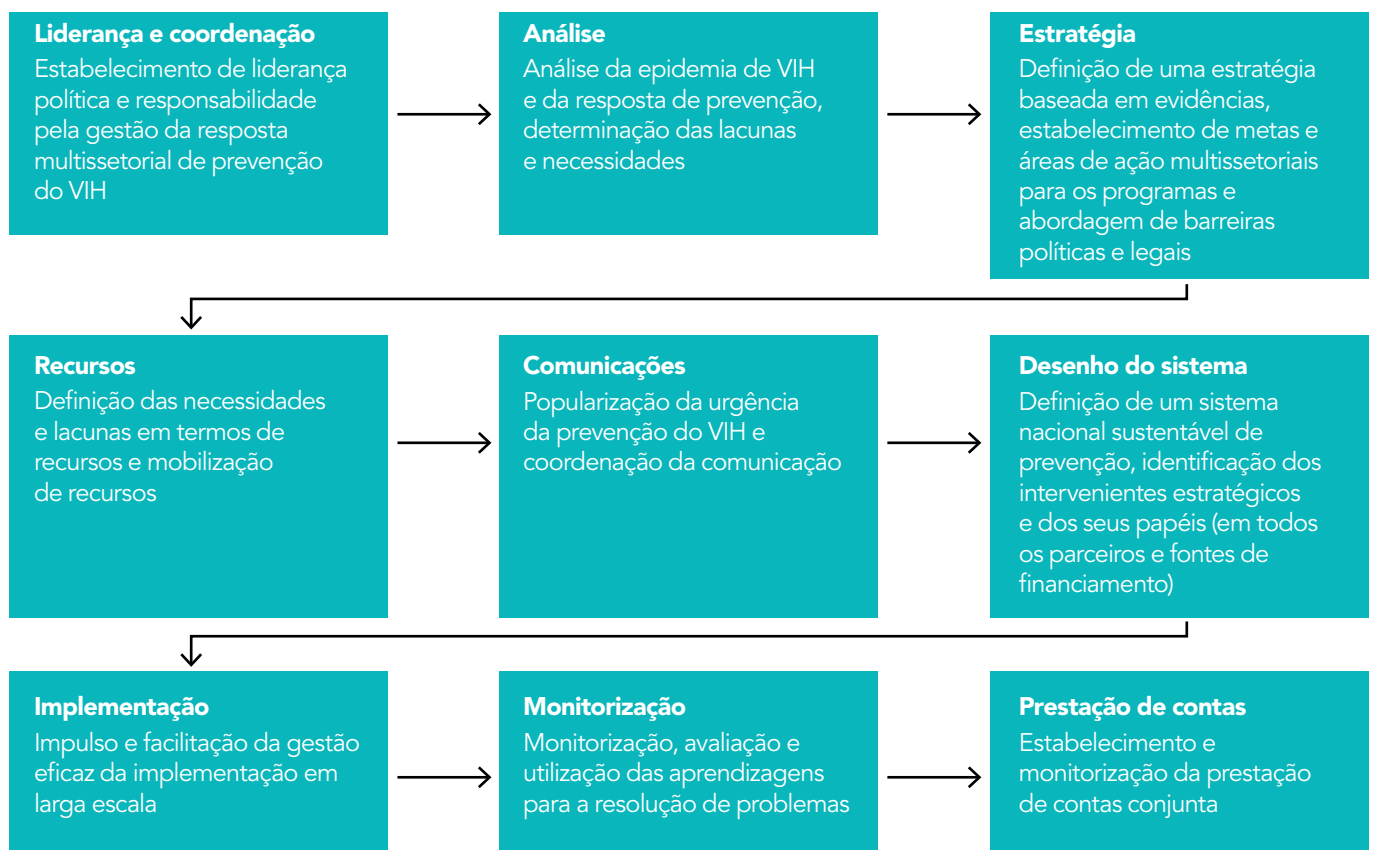 Liderança e coordenação
Estabelecimento de liderança
política e responsabilidade
pela gestão da resposta
multissetorial de prevenção
do VIH
Análise
Análise da epidemia de VIH
e da resposta de prevenção,
determinação das lacunas
e necessidades
Estratégia
Definição de uma estratégia
baseada em evidências,
estabelecimento de metas e
áreas de ação multissetoriais
para os programas e
abordagem de barreiras
políticas e legais
Recursos
Definição das necessidades
e lacunas em termos de
recursos e mobilização
de recursos
Comunicações
Popularização da urgência
da prevenção do VIH e
coordenação da comunicação
Desenho do sistema
Definição de um sistema
nacional sustentável de
prevenção, identificação dos
intervenientes estratégicos
e dos seus papéis (em todos
os parceiros e fontes de
financiamento)
Implementação
Impulso e facilitação da gestão
eficaz da implementação em
larga escala
Monitorização
Monitorização, avaliação e
utilização das aprendizagens
para a resolução de problemas
Prestação de contas
Estabelecimento e
monitorização da prestação
de contas conjunta